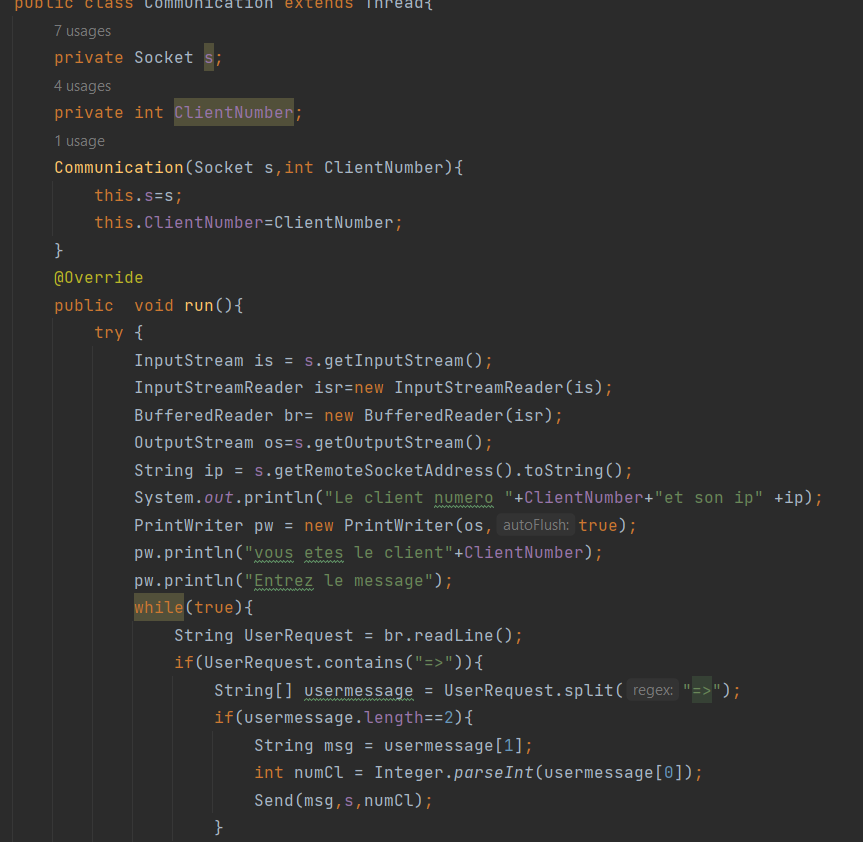 public class Communication extends Thread{
7 usages
private Socket s;
4 usages
private int ClientNumber;
1 usage
Communication(Socket s,int ClientNumber){
this.s=s;
this.ClientNumber=ClientNumber;
}
@Override
public  void run(){
try {
InputStream is = s.getInputStream();
InputStreamReader isr=new InputStreamReader(is);
BufferedReader br= new BufferedReader(isr);
OutputStream os=s.getOutputStream();
String ip = s.getRemoteSocketAddress().toString();
System.out.println("Le client numero "+ClientNumber+"et son ip" +ip);
PrintWriter pw = new PrintWriter(os, autoFlush: true);
pw.println("vous etes le client"+ClientNumber);
pw.println("Entrez le message");
while(true){
String UserRequest = br.readLine();
if(UserRequest.contains("=>")){
String[] usermessage = UserRequest.split( regex: "=>");
if(usermessage.length==2){
String msg = usermessage[1];
int numCl = Integer.parseInt(usermessage[0]);
Send(msg,s,numCl);
}